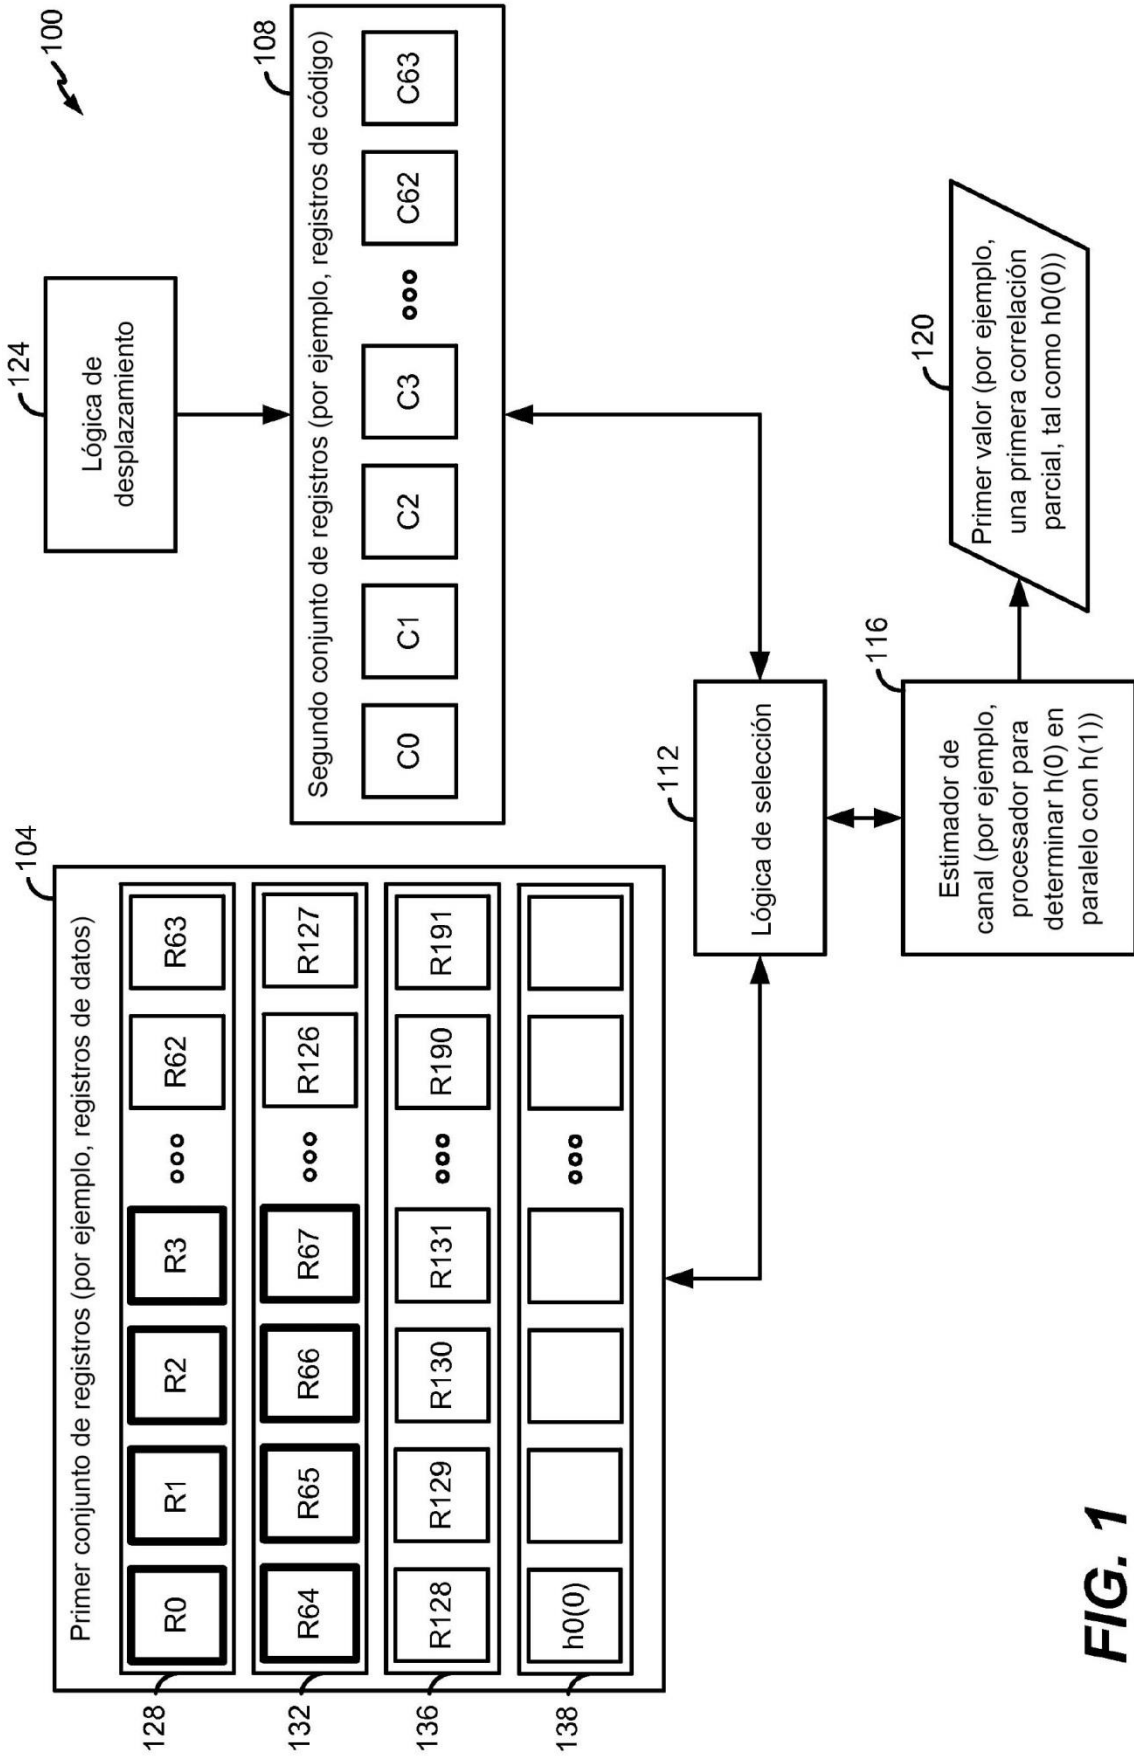 100
104
Primer conjunto de registros (por ejemplo, registros de datos)
128
R0 R1 R2 R3 R62 R63
132
R64 R65 R66 R67 R126 R127
136
R128 R129 R130 R131 R190 R191
138
h0(0)
124
Lógica de
desplazamiento
108
Segundo conjunto de registros (por ejemplo, registros de código)
C0 C1 C2 C3 C62 C63
112
Lógica de selección
116
Estimador de
canal (por ejemplo,
procesador para
determinar h(0) en
paralelo con h(1))
120
Primer valor (por ejemplo,
una primera correlación
parcial, tal como h0(0))
FIG. 1